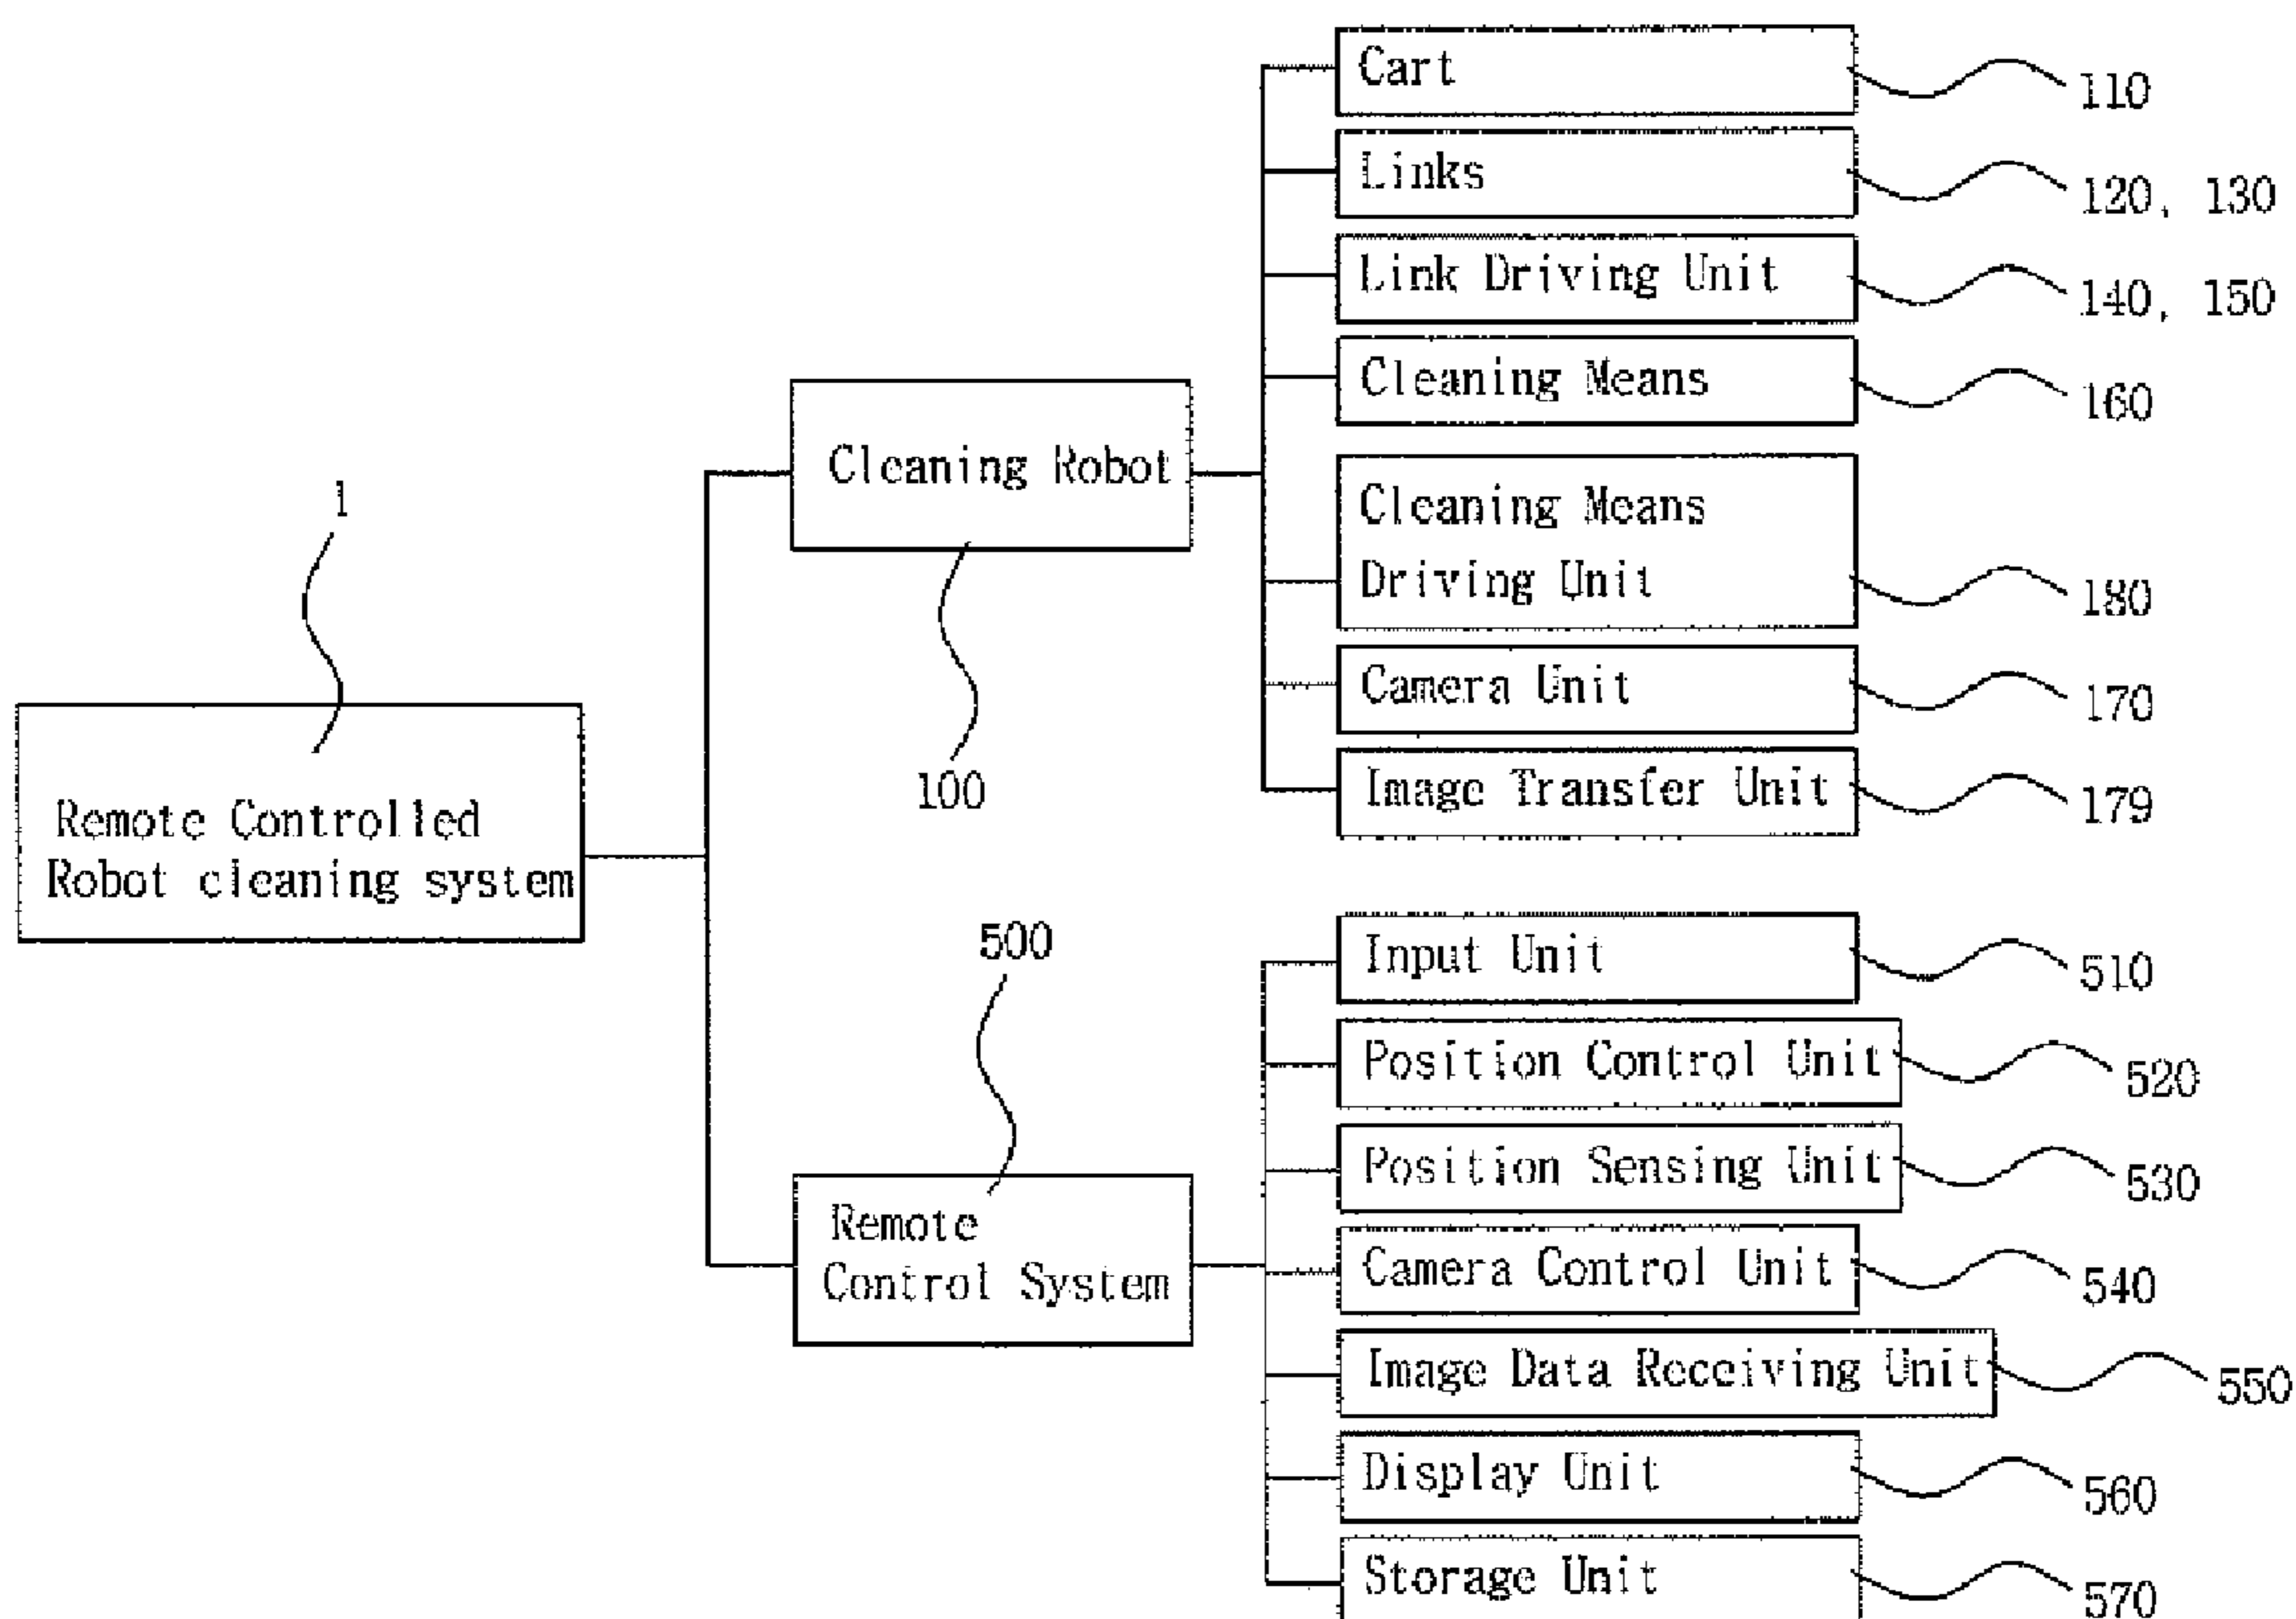 1
Remote Controlled
Robot cleaning system
Cleaning Robot
100
Cart
110
Links
120, 130
Link Driving Unit
140, 150
Cleaning Means
160
Cleaning Means
Driving Unit
180
Camera Unit
170
Image Transfer Unit
179
500
Remote
Control System
Input Unit
510
Position Control Unit
520
Position Sensing Unit
530
Camera Control Unit
540
Image Data Receiving Unit
550
Display Unit
560
Storage Unit
570